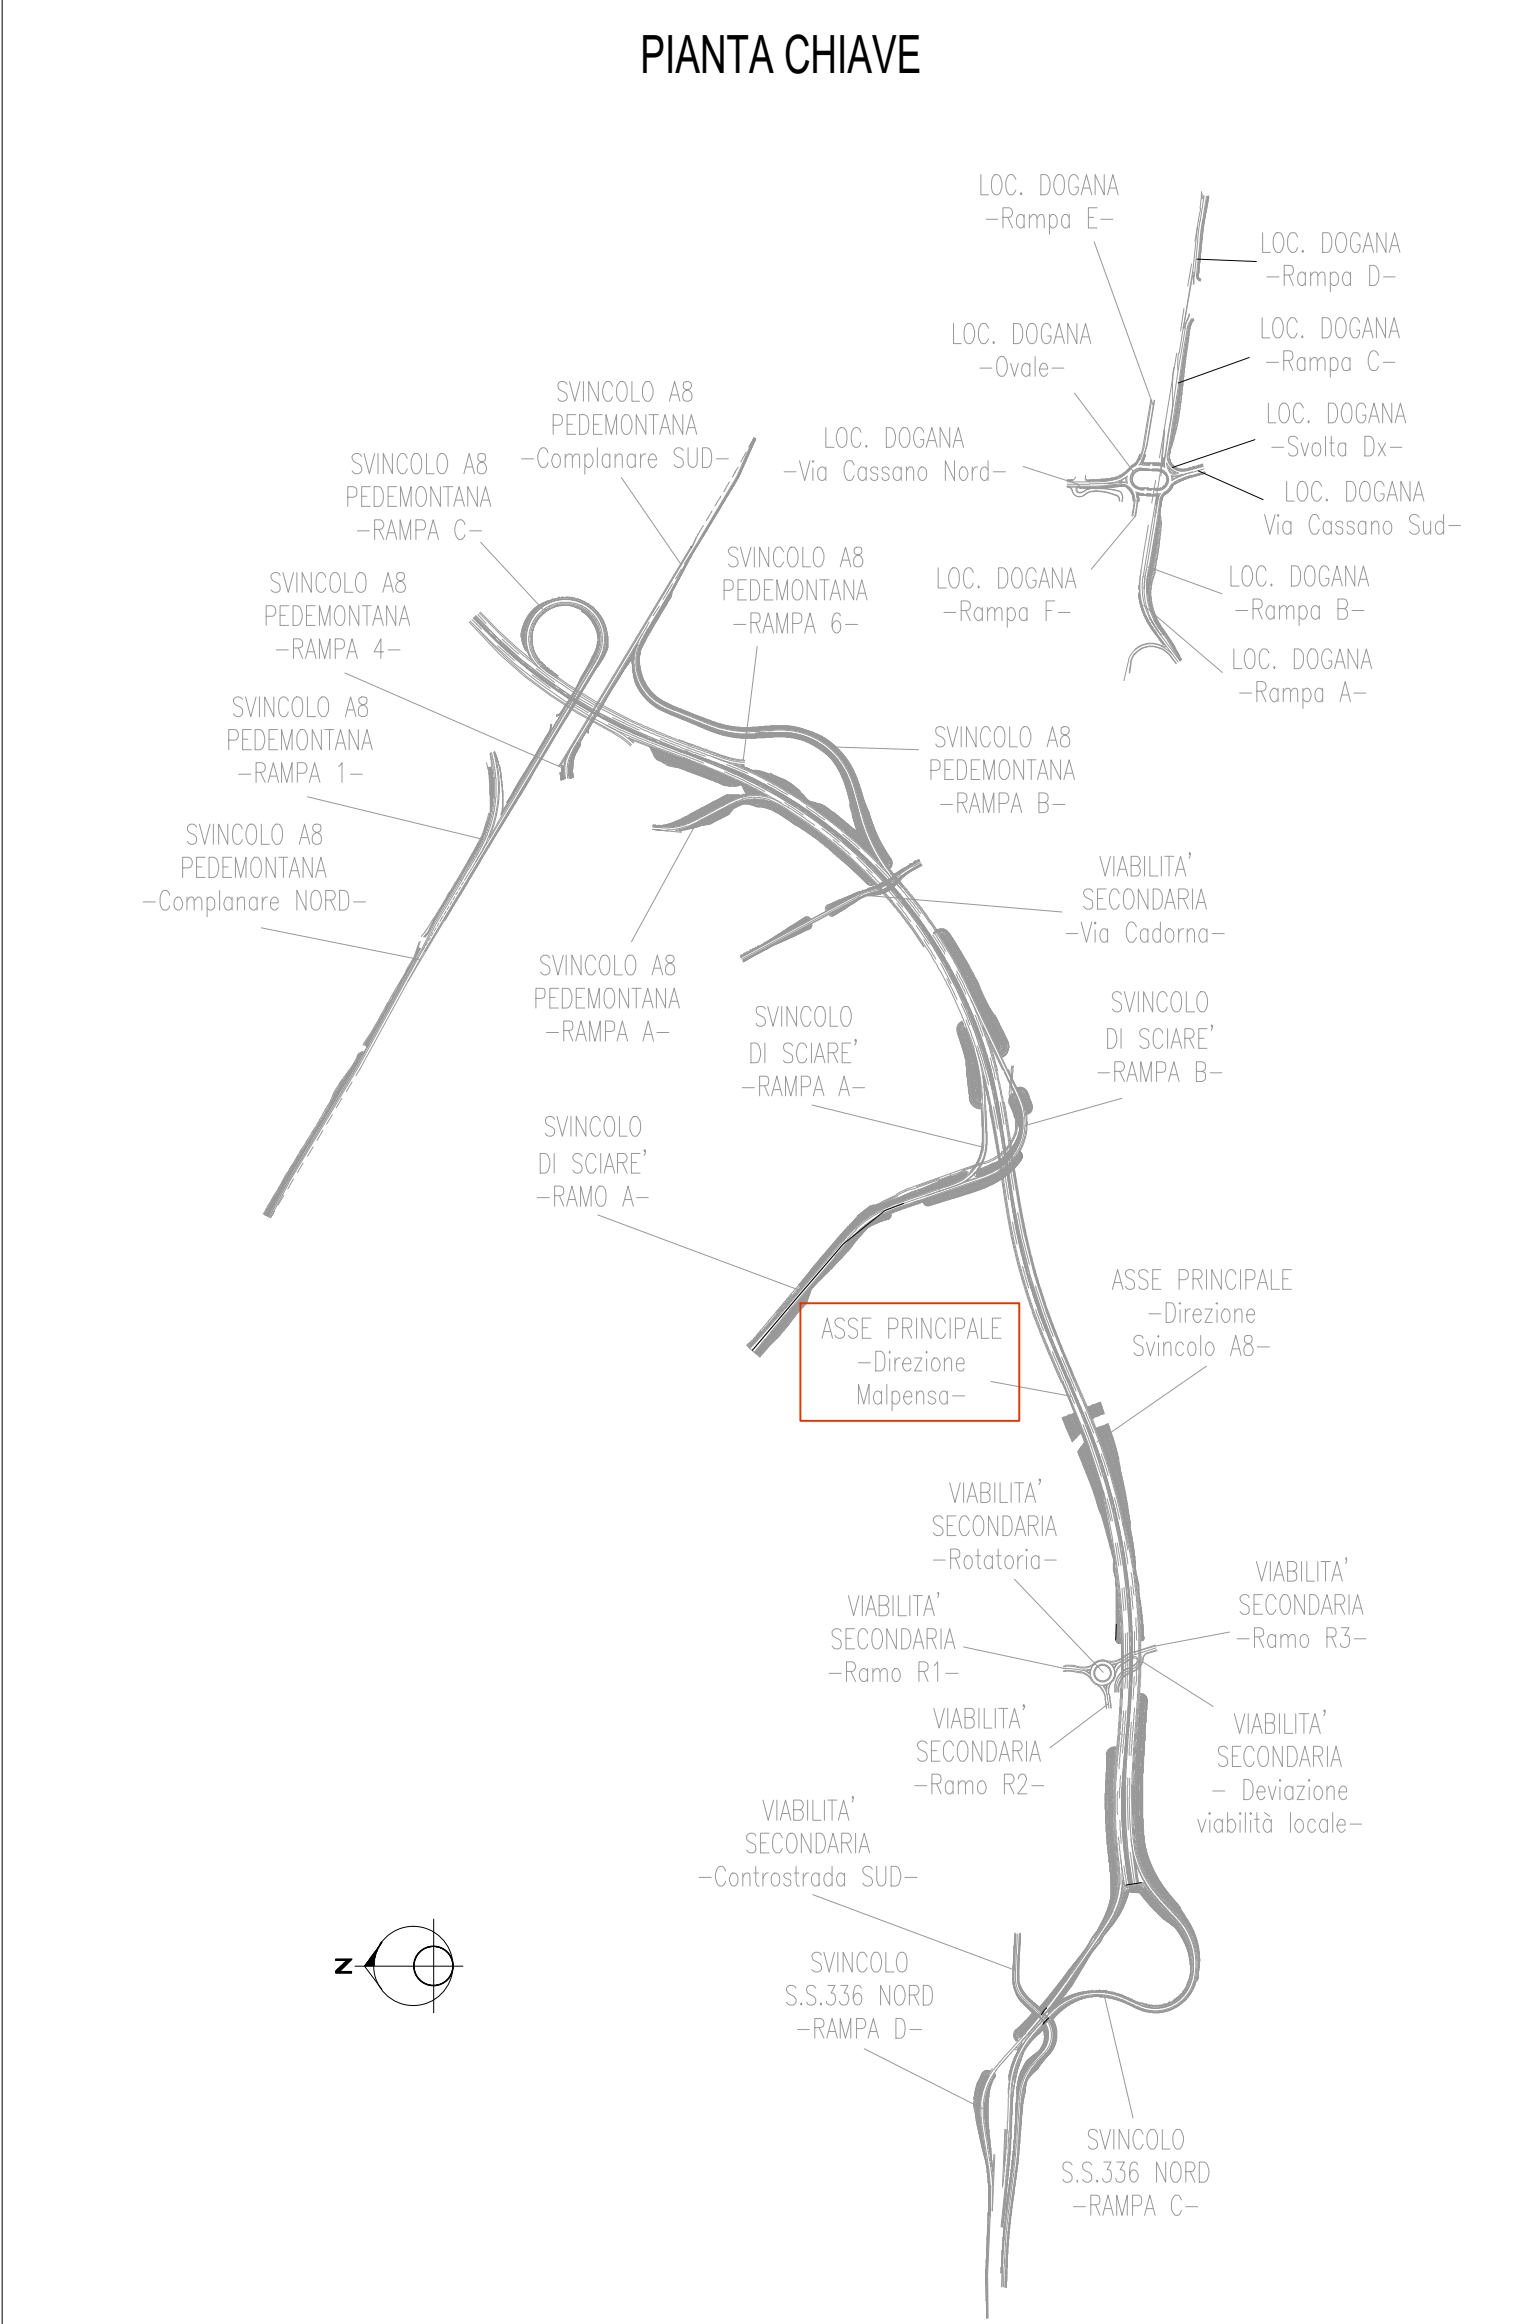 PIANTA CHIAVE
LOC. DOGANA
-Rampa E-
LOC. DOGANA
-Rampa D-
LOC. DOGANA
-Ovale-
LOC. DOGANA
-Rampa C-
SVINCOLO A8
PEDEMONTANA
-Complanare SUD-
LOC. DOGANA
-Svolta Dx-
LOC. DOGANA
-Via Cassano Nord-
SVINCOLO A8
PEDEMONTANA
-RAMPA C-
LOC. DOGANA
Via Cassano Sud-
SVINCOLO A8
PEDEMONTANA
-RAMPA 6-
LOC. DOGANA
-Rampa F-
LOC. DOGANA
-Rampa B-
SVINCOLO A8
PEDEMONTANA
-RAMPA 4-
LOC. DOGANA
-Rampa A-
SVINCOLO A8
PEDEMONTANA
-RAMPA 1-
SVINCOLO A8
PEDEMONTANA
-RAMPA B-
SVINCOLO A8
PEDEMONTANA
-Complanare NORD-
VIABILITA'
SECONDARIA
-Via Cadorna-
SVINCOLO A8
PEDEMONTANA
-RAMPA A-
SVINCOLO
DI SCIARE'
-RAMPA A-
SVINCOLO
DI SCIARE'
-RAMPA B-
SVINCOLO
DI SCIARE'
-RAMO A-
ASSE PRINCIPALE
-Direzione
Svincolo A8-
ASSE PRINCIPALE
-Direzione
Malpensa-
VIABILITA'
SECONDARIA
-Rotatoria-
VIABILITA'
SECONDARIA
-Ramo R3-
VIABILITA'
SECONDARIA
-Ramo R1-
VIABILITA'
SECONDARIA
-Ramo R2-
VIABILITA'
SECONDARIA
- Deviazione
viabilità locale-
VIABILITA'
SECONDARIA
-Controstrada SUD-
N
SVINCOLO
S.S.336 NORD
-RAMPA D-
SVINCOLO
S.S.336 NORD
-RAMPA C-